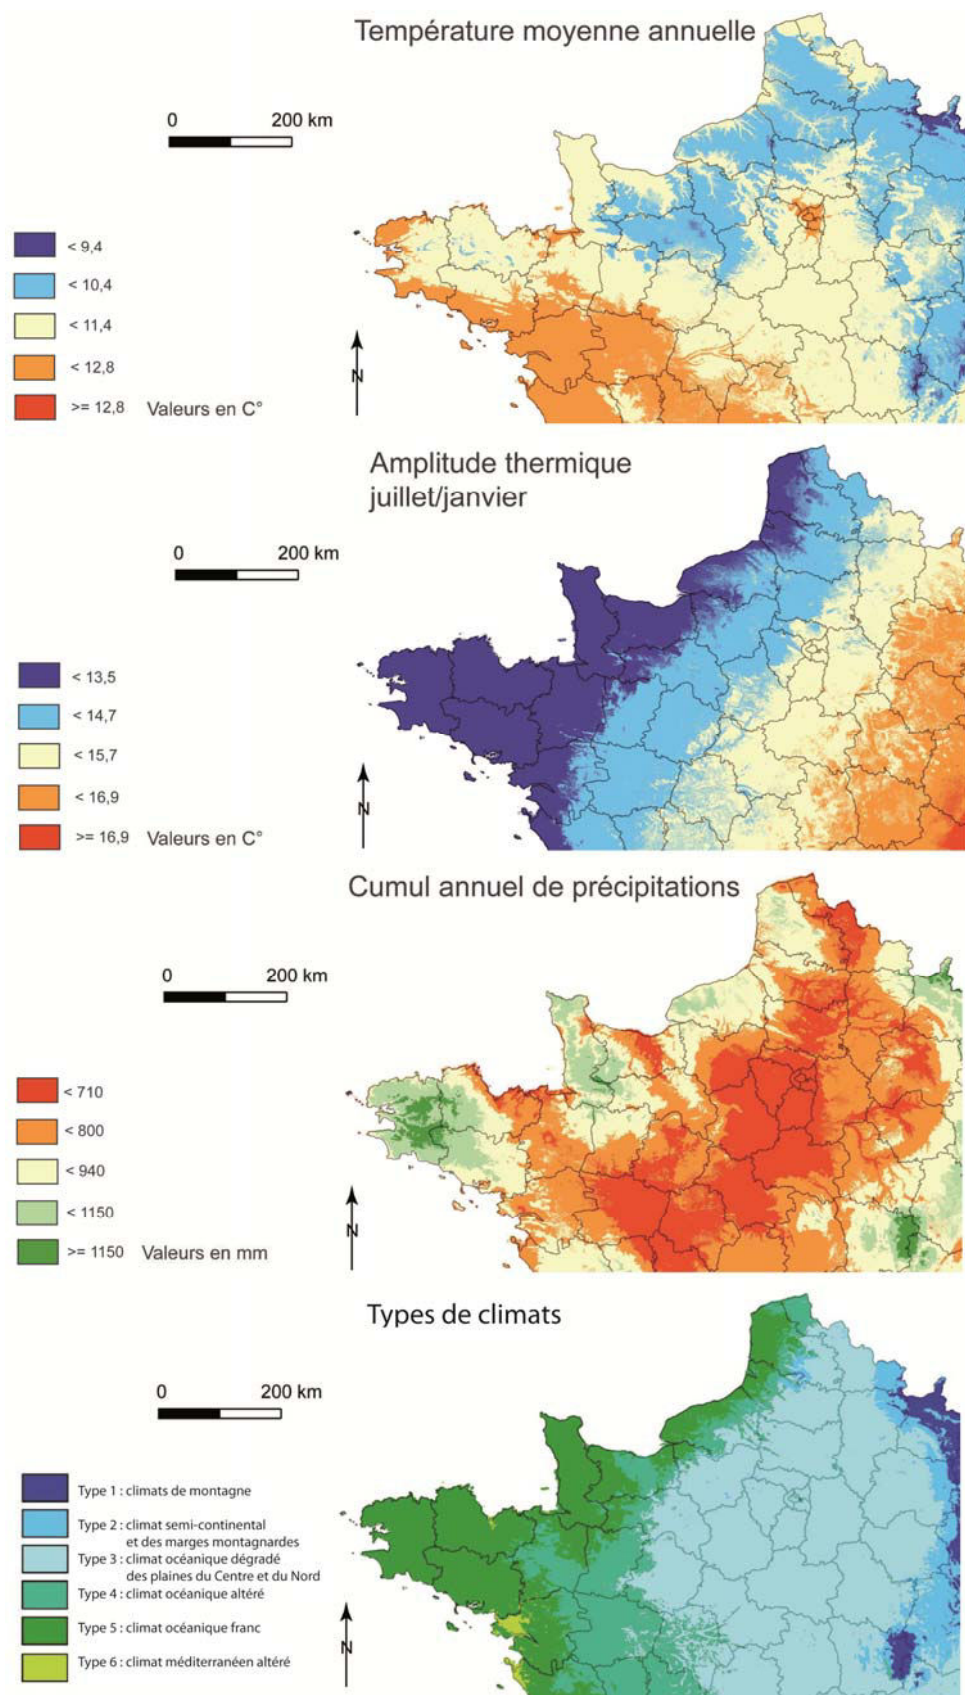 Température moyenne annuelle
0 200 km
< 9,4
< 10,4
< 11,4
< 12,8
>= 12,8 Valeurs en C°
N
Amplitude thermique
juillet/janvier
0 200 km
< 13,5
< 14,7
< 15,7
< 16,9
>= 16,9 Valeurs en C°
N
Cumul annuel de précipitations
0 200 km
< 710
< 800
< 940
< 1150
>= 1150 Valeurs en mm
N
Types de climats
0 200 km
Type 1 : climats de montagne
Type 2 : climat semi-continental
et des marges montagnardes
Type 3 : climat océanique dégradé
des plaines du Centre et du Nord
Type 4 : climat océanique altéré
Type 5 : climat océanique franc
Type 6 : climat méditerranéen altéré
N